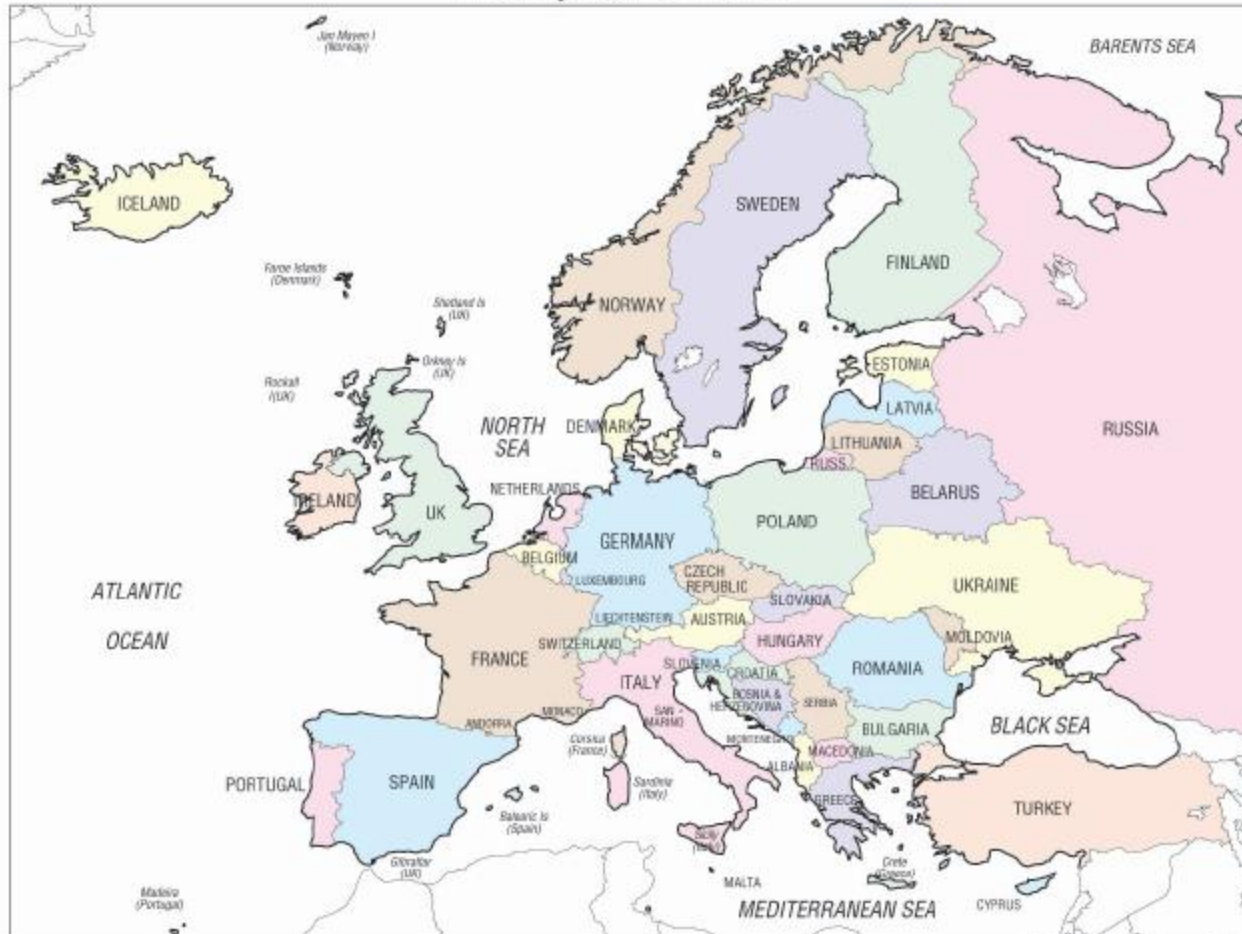 Jan Mayen I
(Norway)
BARENTS SEA
ICELAND
SWEDEN
Faroe Islands
(Denmark)
FINLAND
Shetland Is
(UK)
NORWAY
Orkney Is
(UK)
ESTONIA
Rockall
I(UK)
LATVIA
NORTH
SEA
DENMARK
RUSSIA
LITHUANIA
RUSS.
NETHERLANDS
BELARUS
IRELAND
UK
POLAND
GERMANY
BELGIUM
CZECH
REPUBLIC
LUXEMBOURG
UKRAINE
ATLANTIC
OCEAN
SLOVAKIA
LIECHTENSTEIN
AUSTRIA
SWITZERLAND
HUNGARY
MOLDOVIA
FRANCE
SLOVENIA
ROMANIA
CROATIA
ITALY
BOSNIA &
HERZEGOVINA
SERBIA
MONACO
SAN
MARINO
ANDORRA
BLACK SEA
BULGARIA
Corsica
(France)
MONTENEGRO
MACEDONIA
ALBANIA
PORTUGAL
SPAIN
Sardinia
(Italy)
GREECE
TURKEY
Balearic Is
(Spain)
Sicily
Gibraltar
(UK)
Crete
(Greece)
MALTA
Madeira
(Portugal)
MEDITERRANEAN SEA
CYPRUS